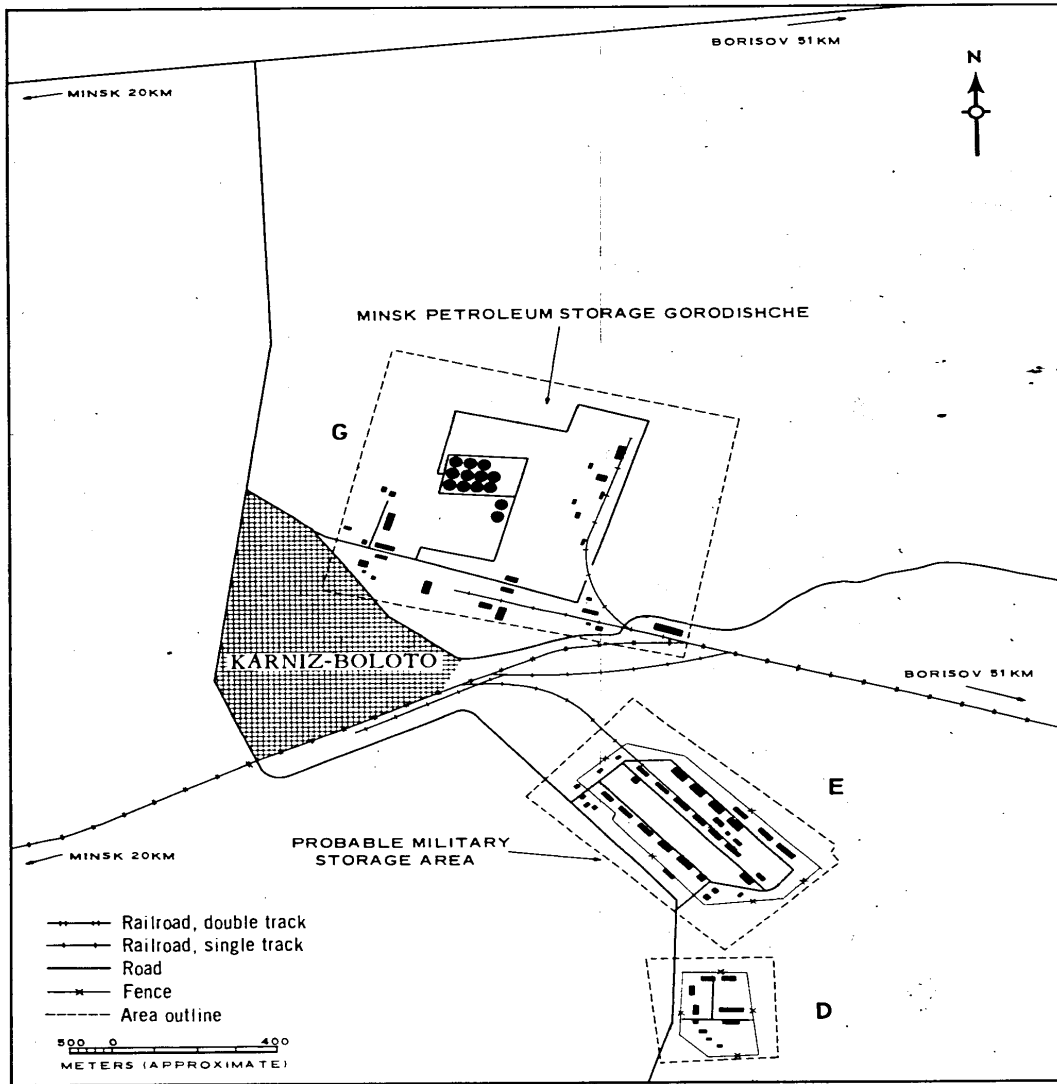 BORISOV 51KM
N
MINSK 20KM
MINSK PETROLEUM STORAGE GORODISHCHE
G
KARNIZ-BOLOTO
BORISOV 51KM
E
PROBABLE MILITARY
STORAGE AREA
MINSK 20KM
Railroad, double track
Railroad, single track
Road
Fence
Area outline
D
500 0 400
METERS (APPROXIMATE)